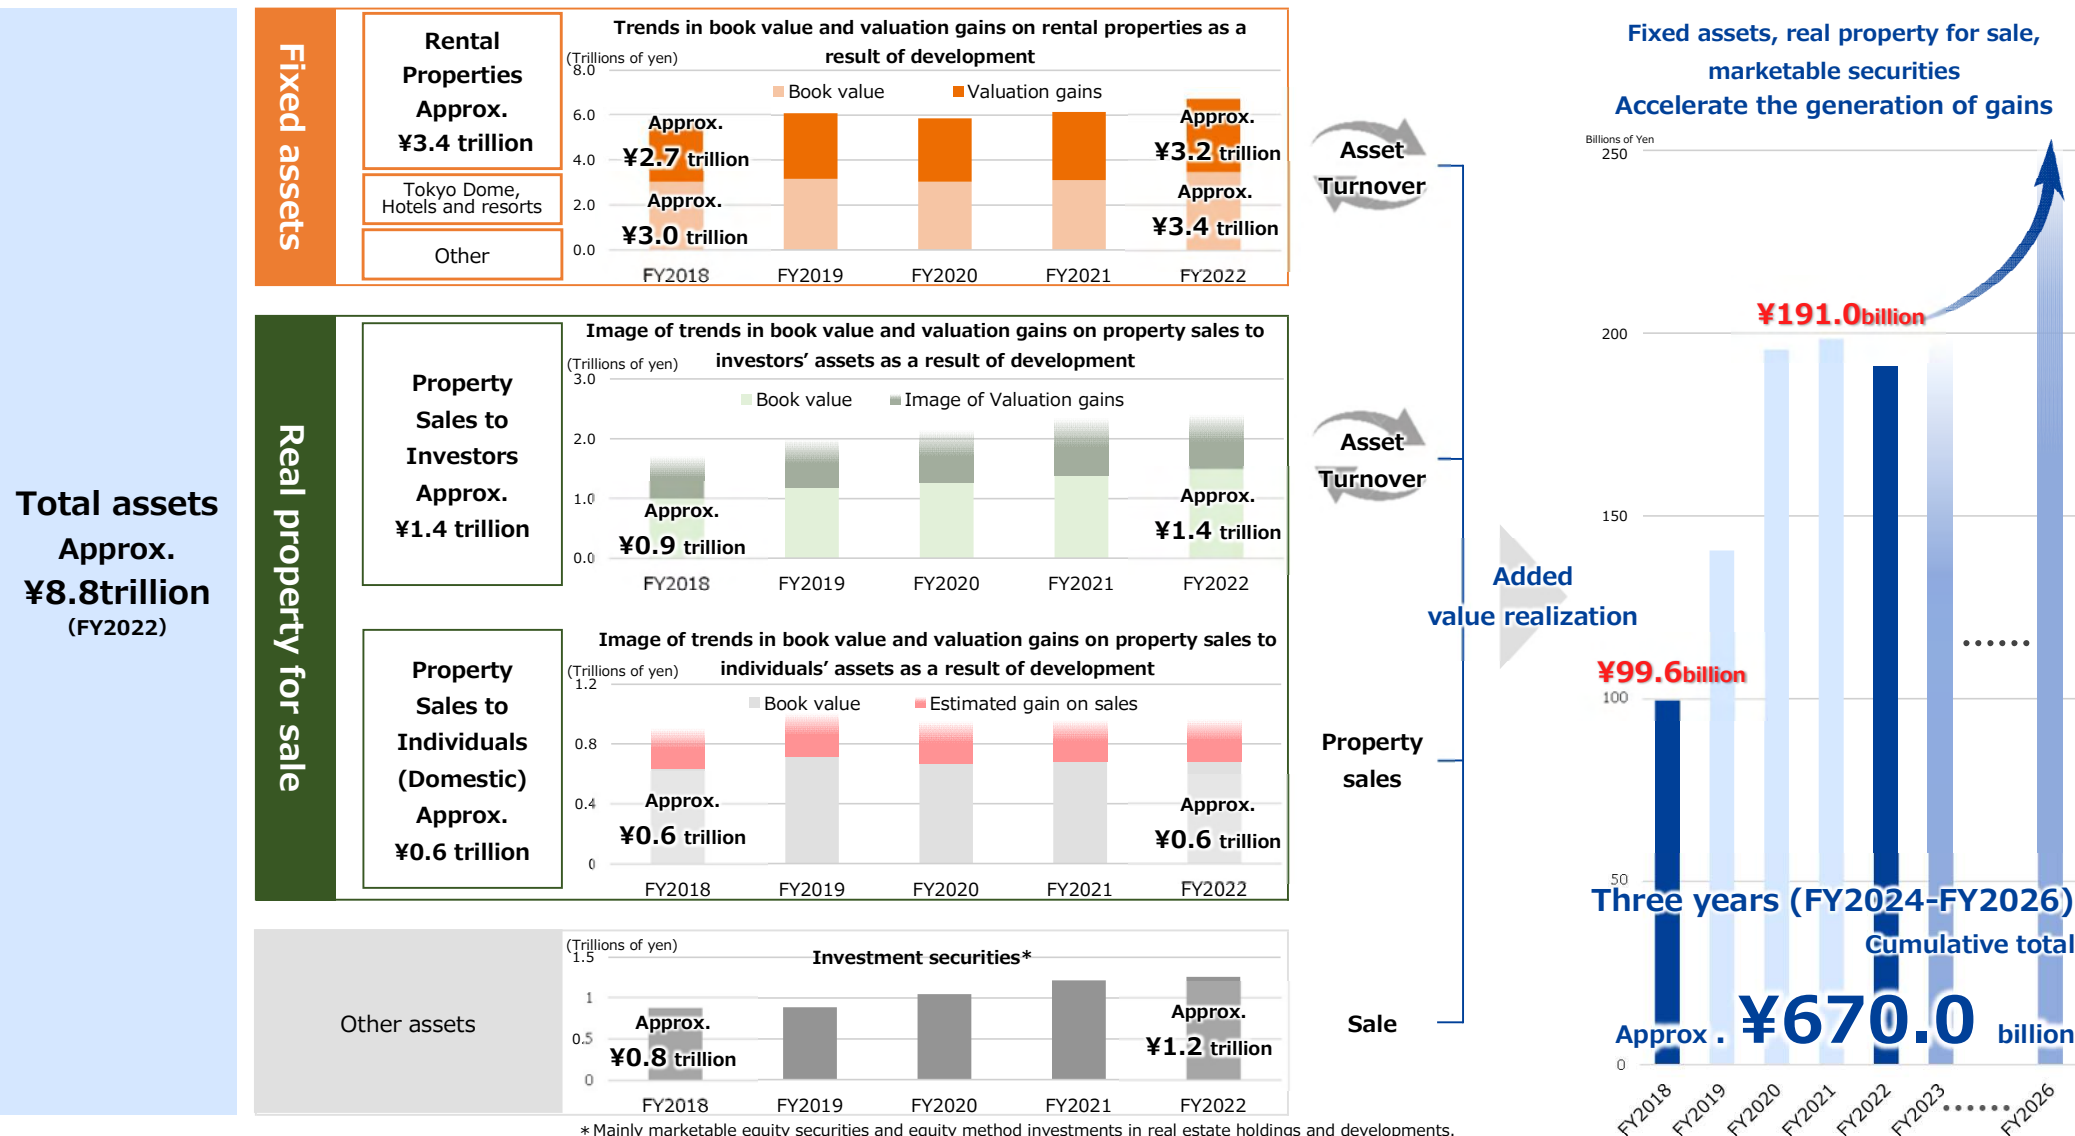 Total assets
Approx.
¥8.8trillion
(FY2022)
Fixed assets
Rental
Properties
Approx.
¥3.4 trillion
Tokyo Dome,
Hotels and resorts
Other
Trends in book value and valuation gains on rental properties as a
result of development
(Trillions of yen)
8.0
6.0
4.0
2.0
0.0
Book value
Valuation gains
Approx.
¥2.7 trillion
Approx.
¥3.0 trillion
Approx.
¥3.2 trillion
Approx.
¥3.4 trillion
FY2018 FY2019 FY2020 FY2021 FY2022
Real property for sale
Property
Sales to
Investors
Approx.
¥1.4 trillion
Image of trends in book value and valuation gains on property sales to
investors’ assets as a result of development
(Trillions of yen)
3.0
2.0
1.0
0.0
Book value
Image of Valuation gains
Approx.
¥0.9 trillion
Approx.
¥1.4 trillion
FY2018 FY2019 FY2020 FY2021 FY2022
Property
Sales to
Individuals
(Domestic)
Approx.
¥0.6 trillion
Image of trends in book value and valuation gains on property sales to
individuals’ assets as a result of development
(Trillions of yen)
1.2
0.8
0.4
0
Book value
Estimated gain on sales
Approx.
¥0.6 trillion
Approx.
¥0.6 trillion
FY2018 FY2019 FY2020 FY2021 FY2022
Other assets
(Trillions of yen)
Investment securities*
1.5
1
0.5
0
Approx.
¥0.8 trillion
Approx.
¥1.2 trillion
FY2018 FY2019 FY2020 FY2021 FY2022
*Mainly marketable equity securities and equity method investments in real estate holdings and developments.
Asset
Turnover
Asset
Turnover
Property
sales
Sale
Added
value realization
Fixed assets, real property for sale,
marketable securities
Accelerate the generation of gains
Billions of Yen
250
200
150
100
50
0
¥191.0billion
¥99.6billion
......
Three years (FY2024-FY2026)
Cumulative total
Approx. ¥670.0 billion
FY2018 FY2019 FY2020 FY2021 FY2022 FY2023 ...... FY2026